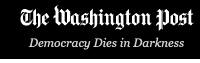 The Washington Post
Democracy Dies in Darkness